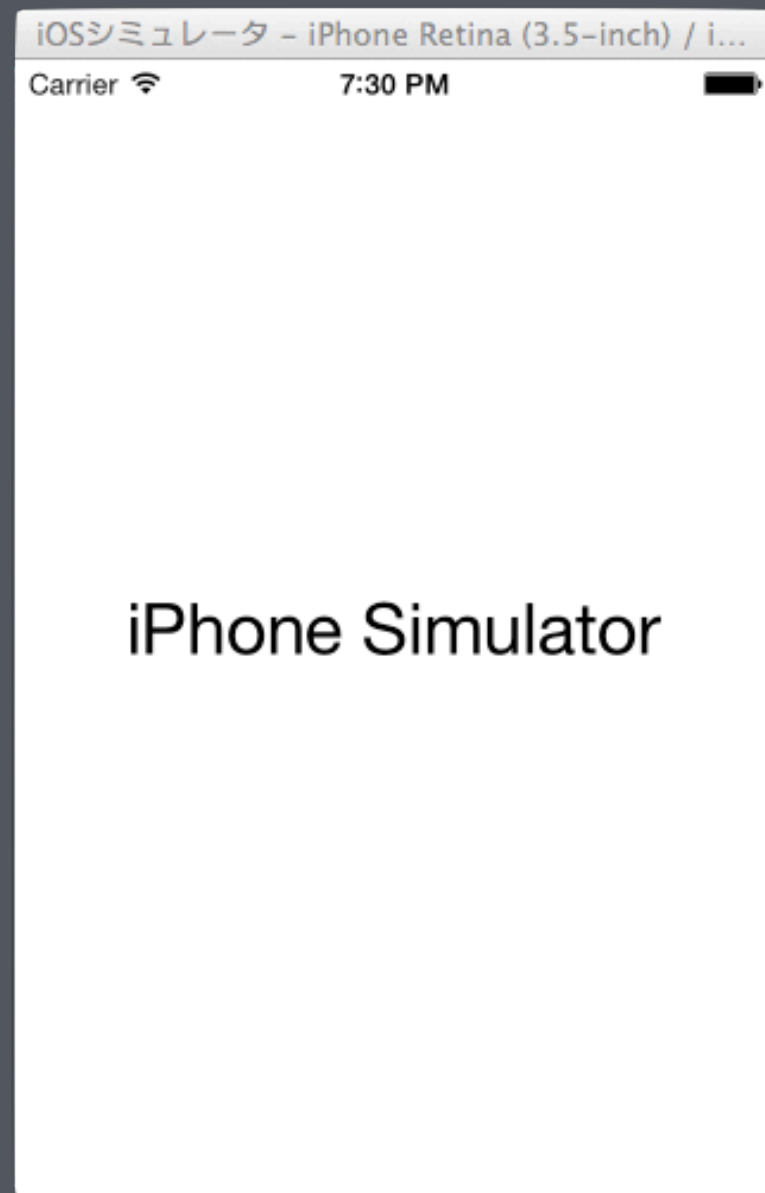 iOSシミュレータ – iPhone Retina (3.5-inch) / i...
Carrier 7:30 PM
iPhone Simulator